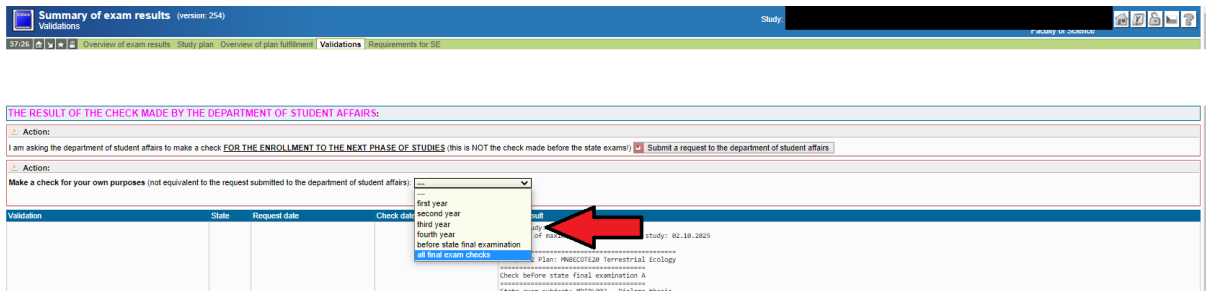 Summary of exam results (version: 254)
Validations
Study:
Faculty of Science
57:26 Overview of exam results Study plan Overview of plan fulfillment Validations Requirements for SE
THE RESULT OF THE CHECK MADE BY THE DEPARTMENT OF STUDENT AFFAIRS:
Action:
I am asking the department of student affairs to make a check FOR THE ENROLLMENT TO THE NEXT PHASE OF STUDIES (this is NOT the check made before the state exams!) Submit a request to the department of student affairs
Action:
Make a check for your own purposes (not equivalent to the request submitted to the department of student affairs): ---
---
first year
second year
third year
fourth year
before state final examination
all final exam checks
Validation State Request date Check date
study: 02.10.2025
Plan: MNBECOTE20 Terrestrial Ecology
Check before state final examination A